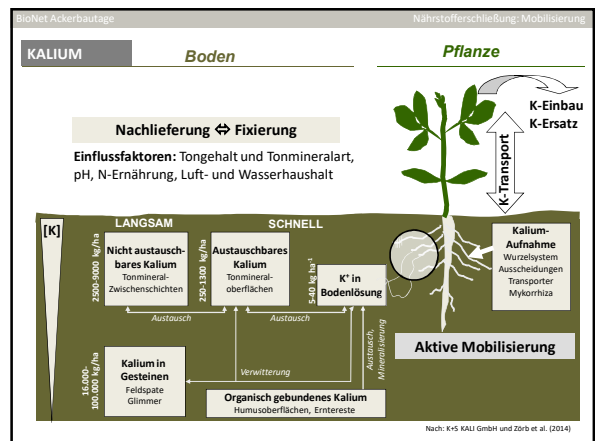 BioNet Ackerbautage
Nährstofferschließung: Mobilisierung
KALIUM
Boden
Pflanze
K-Einbau
K-Ersatz
K-Transport
Nachlieferung ⇔ Fixierung
Einflussfaktoren: Tongehalt und Tonmineralart,
pH, N-Ernährung, Luft- und Wasserhaushalt
[K]
LANGSAM
SCHNELL
2500-9000 kg/ha
Nicht austausch-
bares Kalium
Tonmineral-
Zwischenschichten
250-1300 kg/ha
Austauschbares
Kalium
Tonmineral-
oberflächen
5-40 kg ha⁻¹
K⁺ in
Bodenlösung
Kalium-
Aufnahme
Wurzelsystem
Ausscheidungen
Transporter
Mykorrhiza
Austausch
Austausch
Aktive Mobilisierung
16.000-
100.000 kg/ha
Kalium in
Gesteinen
Feldspate
Glimmer
Verwitterung
Austausch,
Mineralisierung
Organisch gebundenes Kalium
Humusoberflächen, Erntereste
Nach: K+S KALI GmbH und Zörb et al. (2014)